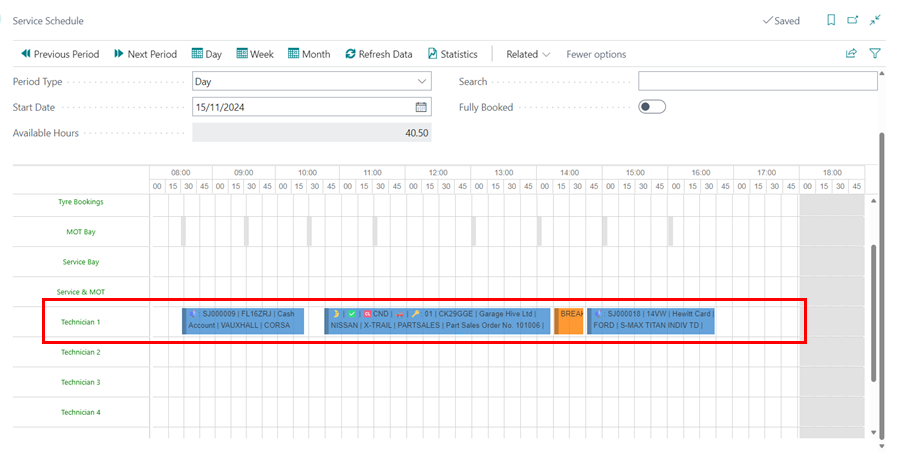 Service Schedule
Saved
Previous Period Next Period Day Week Month Refresh Data Statistics Related Fewer options
Period Type Day Search
Start Date 15/11/2024 Fully Booked
Available Hours 40.50
08:00 09:00 10:00 11:00 12:00 13:00 14:00 15:00 16:00 17:00 18:00
00 15 30 45 00 15 30 45 00 15 30 45 00 15 30 45 00 15 30 45 00 15 30 45 00 15 30 45 00 15 30 45 00 15 30 45 00 15 30 45 00 15 30 45
Tyre Bookings
MOT Bay
Service Bay
Service & MOT
Technician 1
: SJ000009 | FL16ZRJ | Cash
Account | VAUXHALL | CORSA
| ✅ | CL CND | | : 01 | CK29GGE | Garage Hive Ltd |
NISSAN | X-TRAIL | PARTSALES | Part Sales Order No. 101006 |
BREAK
: SJ000010 | 14VW | Hewitt Card |
FORD | S-MAX TITAN INDIV TD |
Technician 2
Technician 3
Technician 4